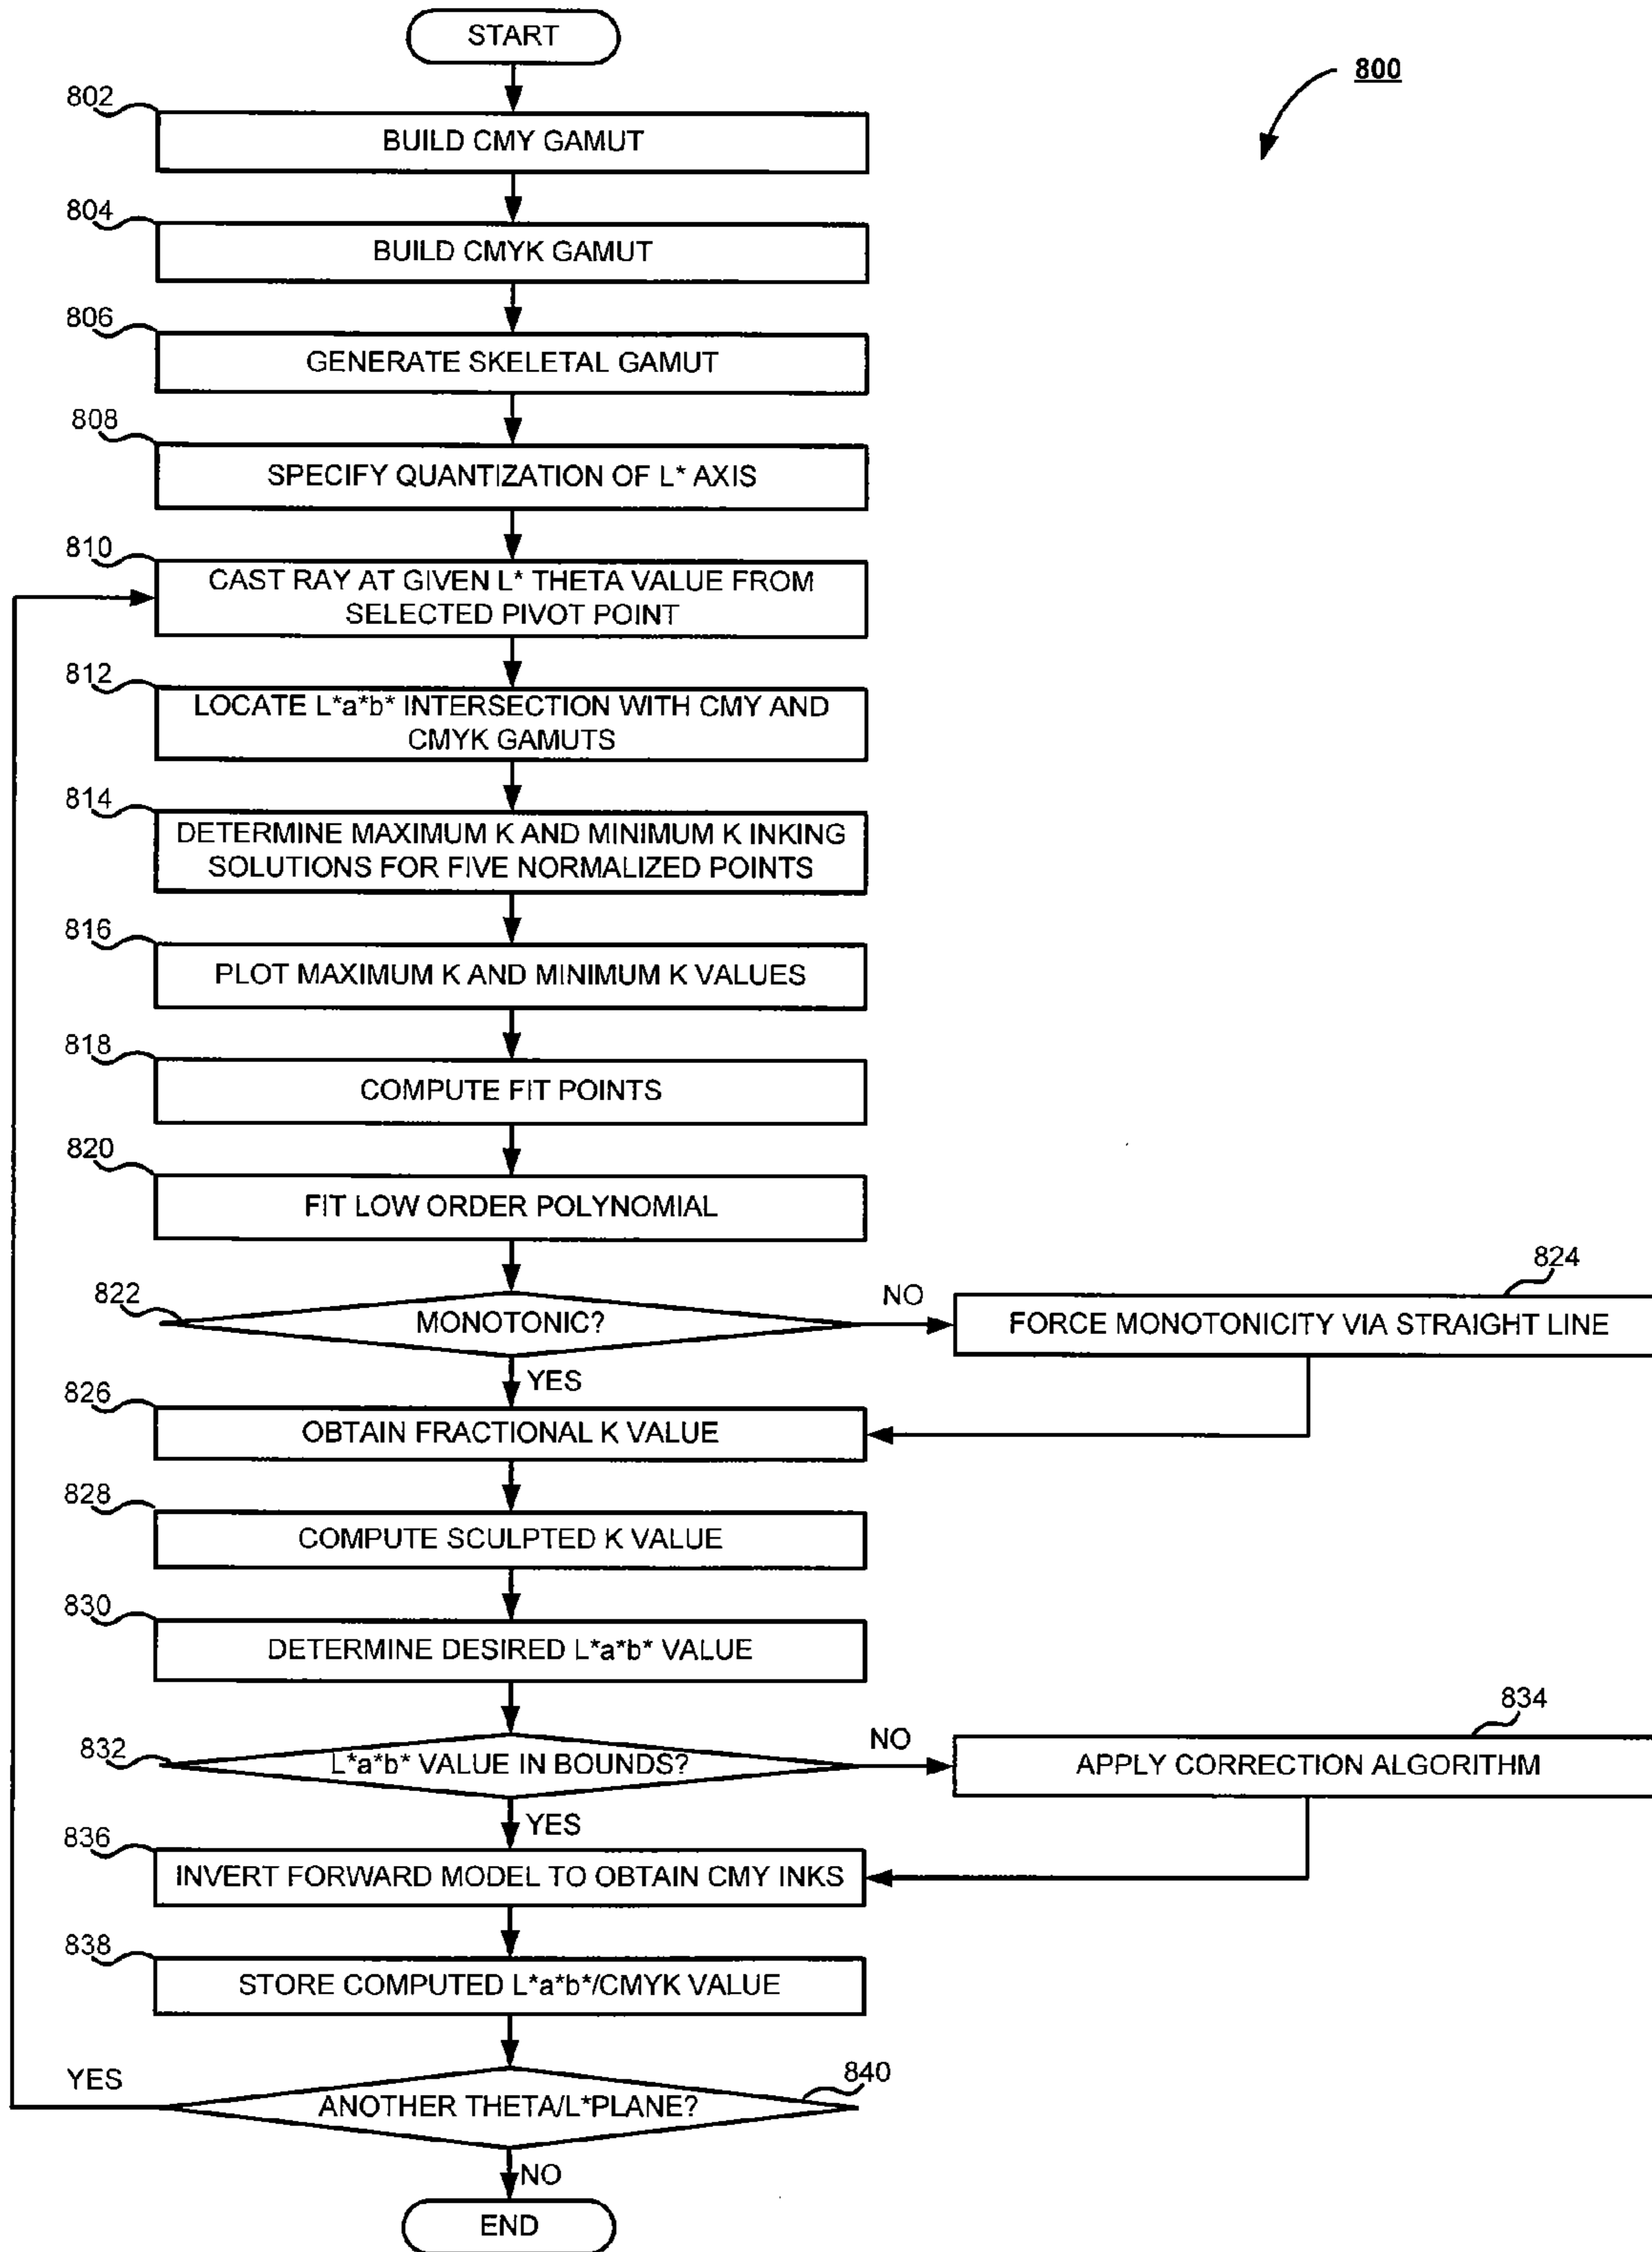 START
800
802
BUILD CMY GAMUT
804
BUILD CMYK GAMUT
806
GENERATE SKELETAL GAMUT
808
SPECIFY QUANTIZATION OF L* AXIS
810
CAST RAY AT GIVEN L* THETA VALUE FROM
SELECTED PIVOT POINT
812
LOCATE L*a*b* INTERSECTION WITH CMY AND
CMYK GAMUTS
814
DETERMINE MAXIMUM K AND MINIMUM K INKING
SOLUTIONS FOR FIVE NORMALIZED POINTS
816
PLOT MAXIMUM K AND MINIMUM K VALUES
818
COMPUTE FIT POINTS
820
FIT LOW ORDER POLYNOMIAL
822
MONOTONIC?
NO
824
FORCE MONOTONICITY VIA STRAIGHT LINE
YES
826
OBTAIN FRACTIONAL K VALUE
828
COMPUTE SCULPTED K VALUE
830
DETERMINE DESIRED L*a*b* VALUE
832
L*a*b* VALUE IN BOUNDS?
NO
834
APPLY CORRECTION ALGORITHM
YES
836
INVERT FORWARD MODEL TO OBTAIN CMY INKS
838
STORE COMPUTED L*a*b*/CMYK VALUE
YES
840
ANOTHER THETA/L*PLANE?
NO
END